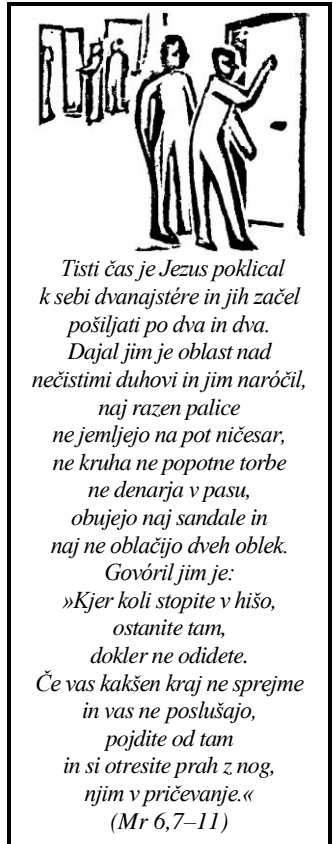 Tisti čas je Jezus poklical
k sebi dvanajstére in jih začel
pošiljati po dva in dva.
Dajal jim je oblast nad
nečistimi duhovi in jim naróčil,
naj razen palice
ne jemljejo na pot ničesar,
ne kruha ne popotne torbe
ne denarja v pasu,
obujejo naj sandale in
naj ne oblačijo dveh oblek.
Govóril jim je:
»Kjer koli stopite v hišo,
ostanite tam,
dokler ne odidete.
Če vas kakšen kraj ne sprejme
in vas ne poslušajo,
pojdite od tam
in si otresite prah z nog,
njim v pričevanje.«
(Mr 6,7–11)